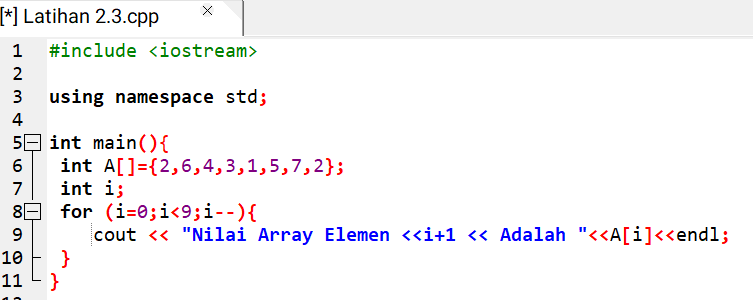 [*] Latihan 2.3.cpp ×
1 #include <iostream>
2
3 using namespace std;
4
5 int main(){
6 int A[]={2,6,4,3,1,5,7,2};
7 int i;
8 for (i=0;i<9;i--){
9 cout << "Nilai Array Elemen <<i+1 << Adalah "<<A[i]<<endl;
10 }
11 }